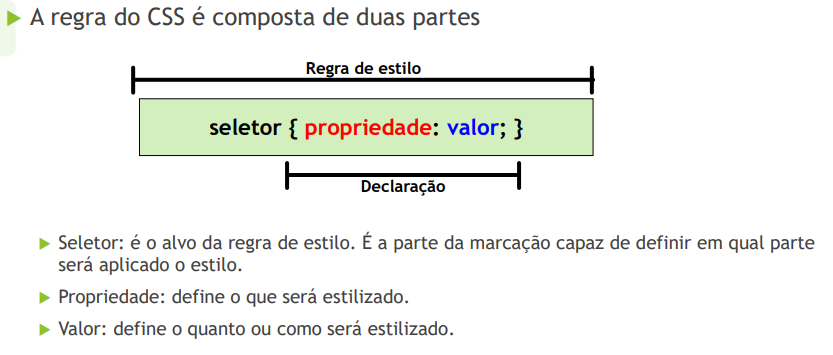 A regra do CSS é composta de duas partes
Regra de estilo
seletor { propriedade: valor; }
Declaração
Seletor: é o alvo da regra de estilo. É a parte da marcação capaz de definir em qual parte
será aplicado o estilo.
Propriedade: define o que será estilizado.
Valor: define o quanto ou como será estilizado.